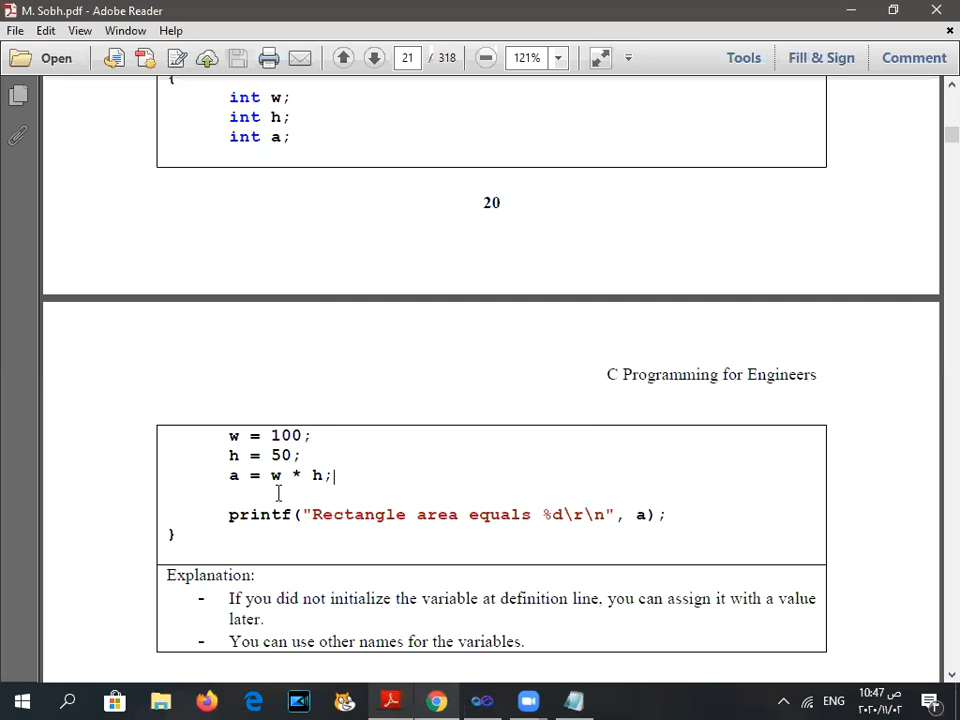 M. Sobh.pdf - Adobe Reader
File Edit View Window Help
Open 21 / 318 121% Tools Fill & Sign Comment
{
int w;
int h;
int a;
20
C Programming for Engineers
w = 100;
h = 50;
a = w * h;
printf("Rectangle area equals %d\r\n", a);
}
Explanation:
- If you did not initialize the variable at definition line, you can assign it with a value
later.
- You can use other names for the variables.
ENG
10:47 ص
٢٠٢٠/١١/٠٢